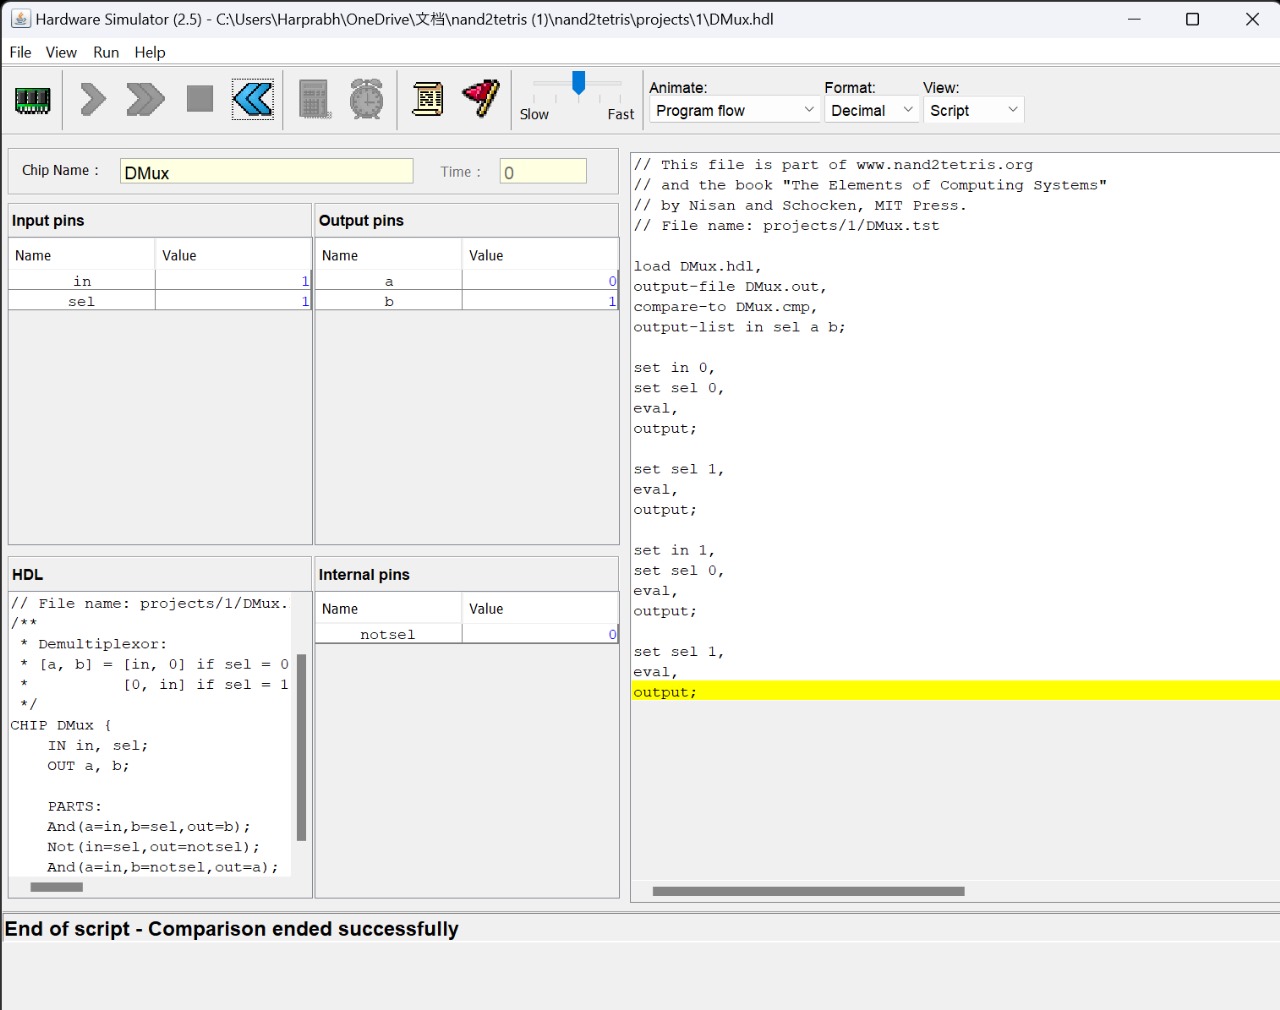 Hardware Simulator (2.5) - C:\Users\Harprabh\OneDrive\文档\nand2tetris (1)\nand2tetris\projects\1\DMux.hdl
File View Run Help
Slow Fast
Animate: Format: View:
Program flow Decimal Script
Chip Name : DMux Time : 0
Input pins
Name Value
in 1
sel 1
Output pins
Name Value
a 0
b 1
HDL
// File name: projects/1/DMux.
/**
* Demultiplexor:
* [a, b] = [in, 0] if sel = 0
* [0, in] if sel = 1
*/
CHIP DMux {
IN in, sel;
OUT a, b;
PARTS:
And(a=in,b=sel,out=b);
Not(in=sel,out=notsel);
And(a=in,b=notsel,out=a);
Internal pins
Name Value
notsel 0
// This file is part of www.nand2tetris.org
// and the book "The Elements of Computing Systems"
// by Nisan and Schocken, MIT Press.
// File name: projects/1/DMux.tst
load DMux.hdl,
output-file DMux.out,
compare-to DMux.cmp,
output-list in sel a b;
set in 0,
set sel 0,
eval,
output;
set sel 1,
eval,
output;
set in 1,
set sel 0,
eval,
output;
set sel 1,
eval,
output;
End of script - Comparison ended successfully